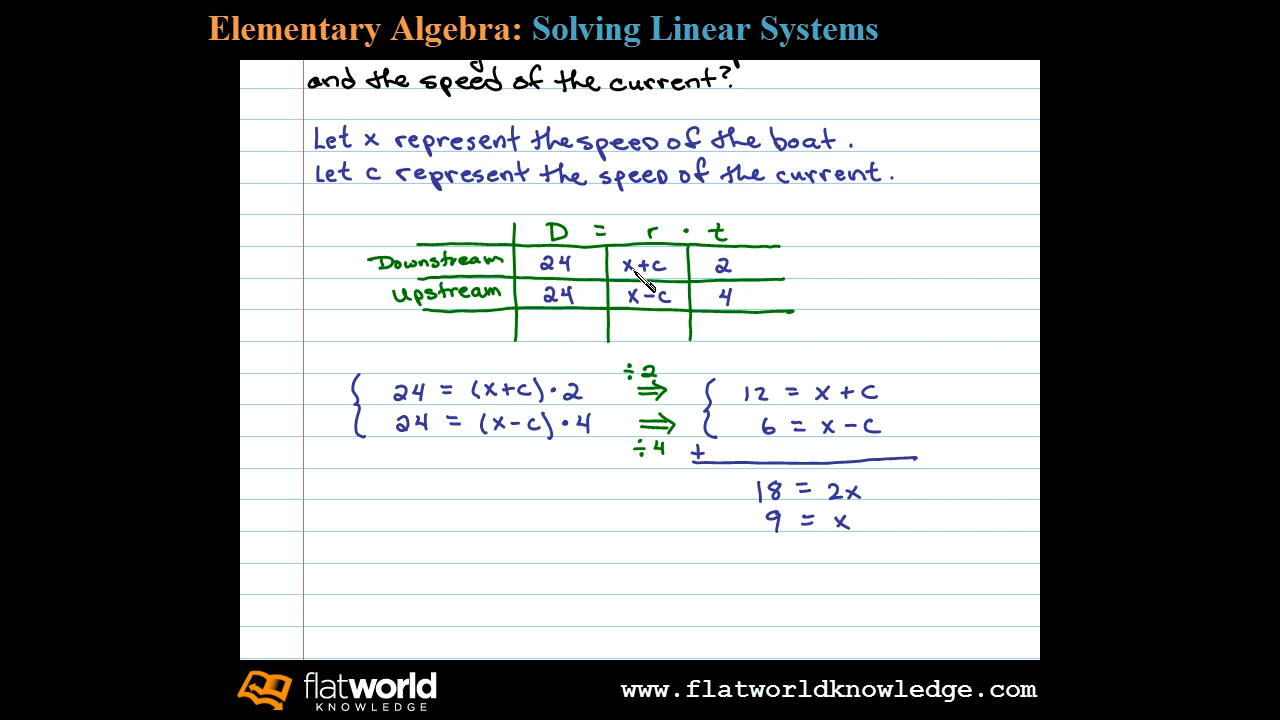 Elementary Algebra: Solving Linear Systems
and the speed of the current?
Let x represent the speed of the boat.
Let c represent the speed of the current.
D = r · t
Downstream 24 x+c 2
Upstream 24 x-c 4
÷2
24 = (x+c)·2 ⇒ 12 = x + c
24 = (x-c)·4 ⇒ 6 = x - c
÷4 +
18 = 2x
9 = x
flatworld
KNOWLEDGE
www.flatworldknowledge.com